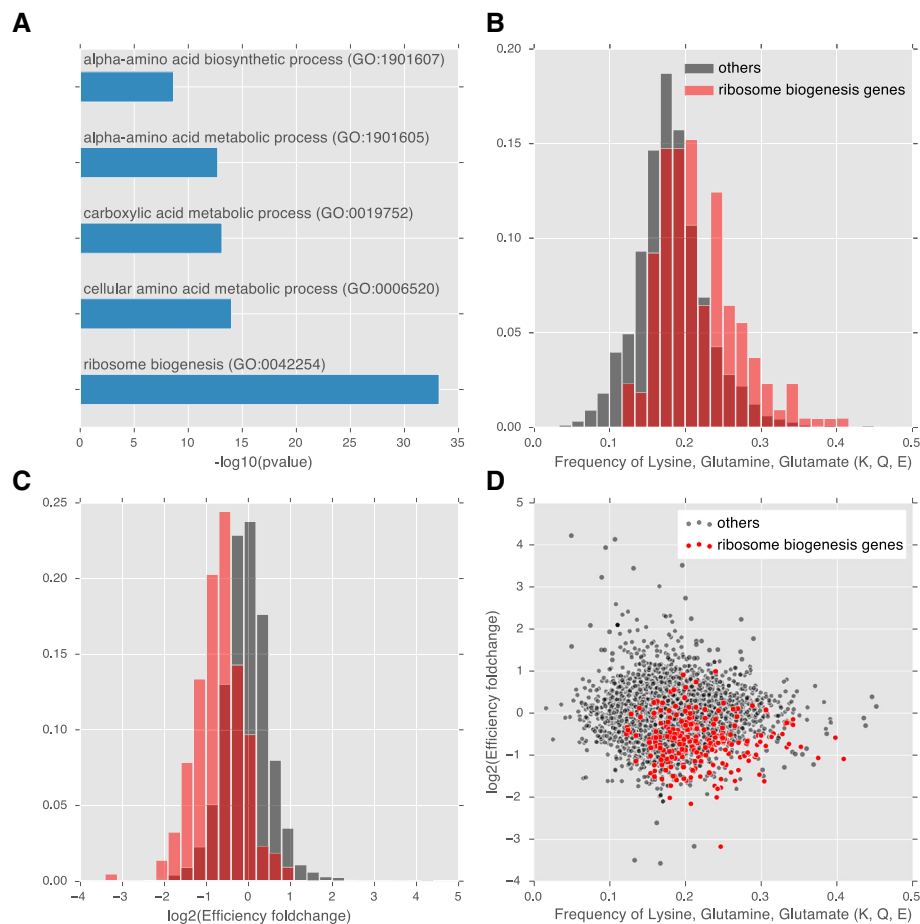 A
alpha-amino acid biosynthetic process (GO:1901607)
alpha-amino acid metabolic process (GO:1901605)
carboxylic acid metabolic process (GO:0019752)
cellular amino acid metabolic process (GO:0006520)
ribosome biogenesis (GO:0042254)
0 5 10 15 20 25 30 35
-log10(pvalue)
B
0.20
0.15
0.10
0.05
0.00
others
ribosome biogenesis genes
0.0 0.1 0.2 0.3 0.4 0.5
Frequency of Lysine, Glutamine, Glutamate (K, Q, E)
C
0.25
0.20
0.15
0.10
0.05
0.00
−4 −3 −2 −1 0 1 2 3 4 5
log2(Efficiency foldchange)
D
5
4
3
2
1
0
−1
−2
−3
−4
log2(Efficiency foldchange)
others
ribosome biogenesis genes
0.0 0.1 0.2 0.3 0.4 0.5
Frequency of Lysine, Glutamine, Glutamate (K, Q, E)